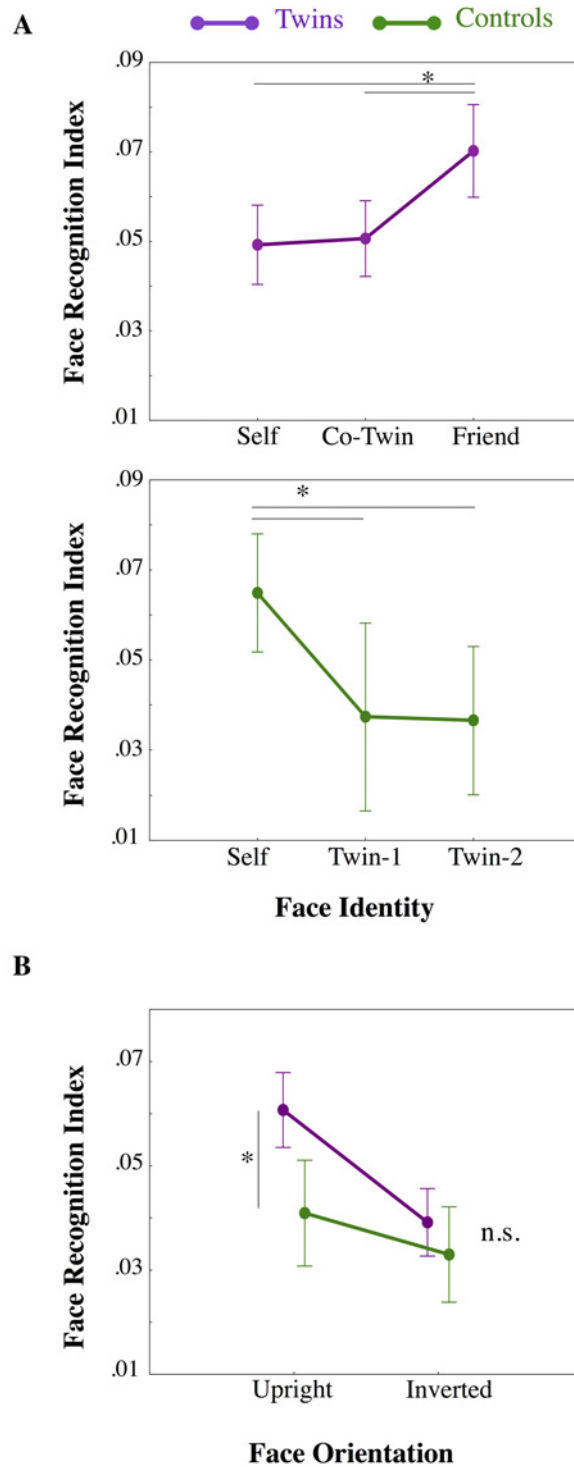 A
Twins
Controls
Face Recognition Index
.09
.07
.05
.03
.01
*
Self
Co-Twin
Friend
Face Recognition Index
.09
.07
.05
.03
.01
*
Self
Twin-1
Twin-2
Face Identity
B
Face Recognition Index
.07
.05
.03
.01
*
n.s.
Upright
Inverted
Face Orientation